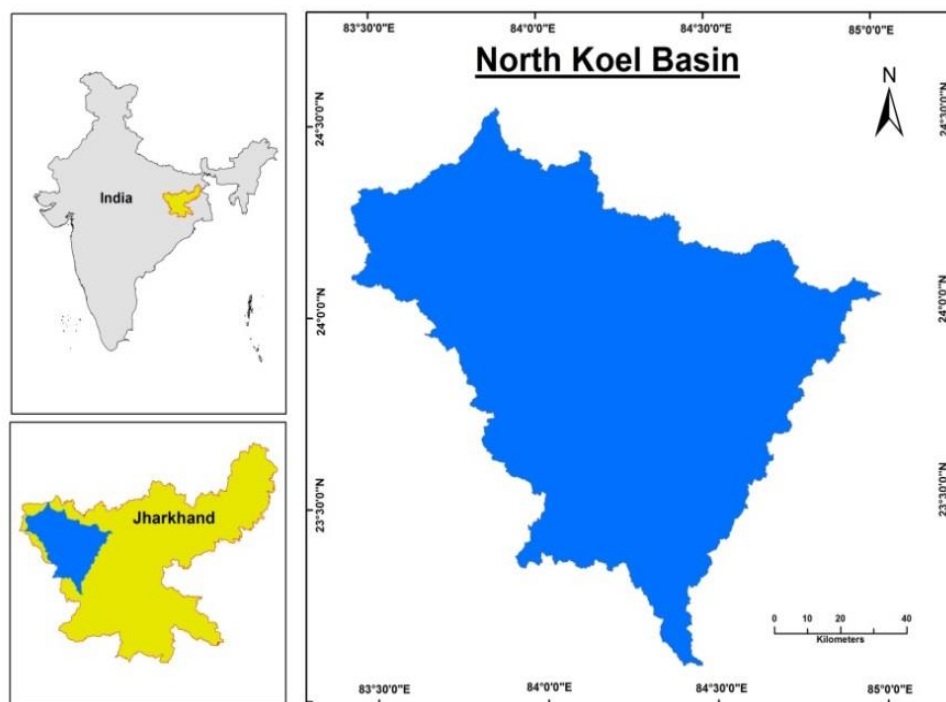 India
Jharkhand
83°30'0"E 84°0'0"E 84°30'0"E 85°0'0"E
North Koel Basin
N
24°30'0"N 24°30'0"N
24°0'0"N 24°0'0"N
23°30'0"N 23°30'0"N
0 10 20 40
Kilometers
83°30'0"E 84°0'0"E 84°30'0"E 85°0'0"E